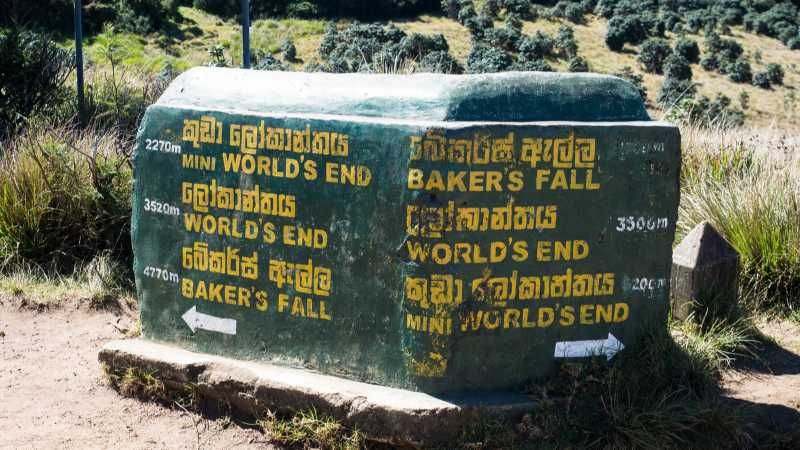 කුඩා ලෝකාන්තය
2270m MINI WORLD'S END
ලෝකාන්තය
3520m WORLD'S END
බේකර්ස් ඇල්ල
4770m BAKER'S FALL
බේකර්ස් ඇල්ල
BAKER'S FALL
ලෝකාන්තය
WORLD'S END 3500m
කුඩා ලෝකාන්තය
MINI WORLD'S END